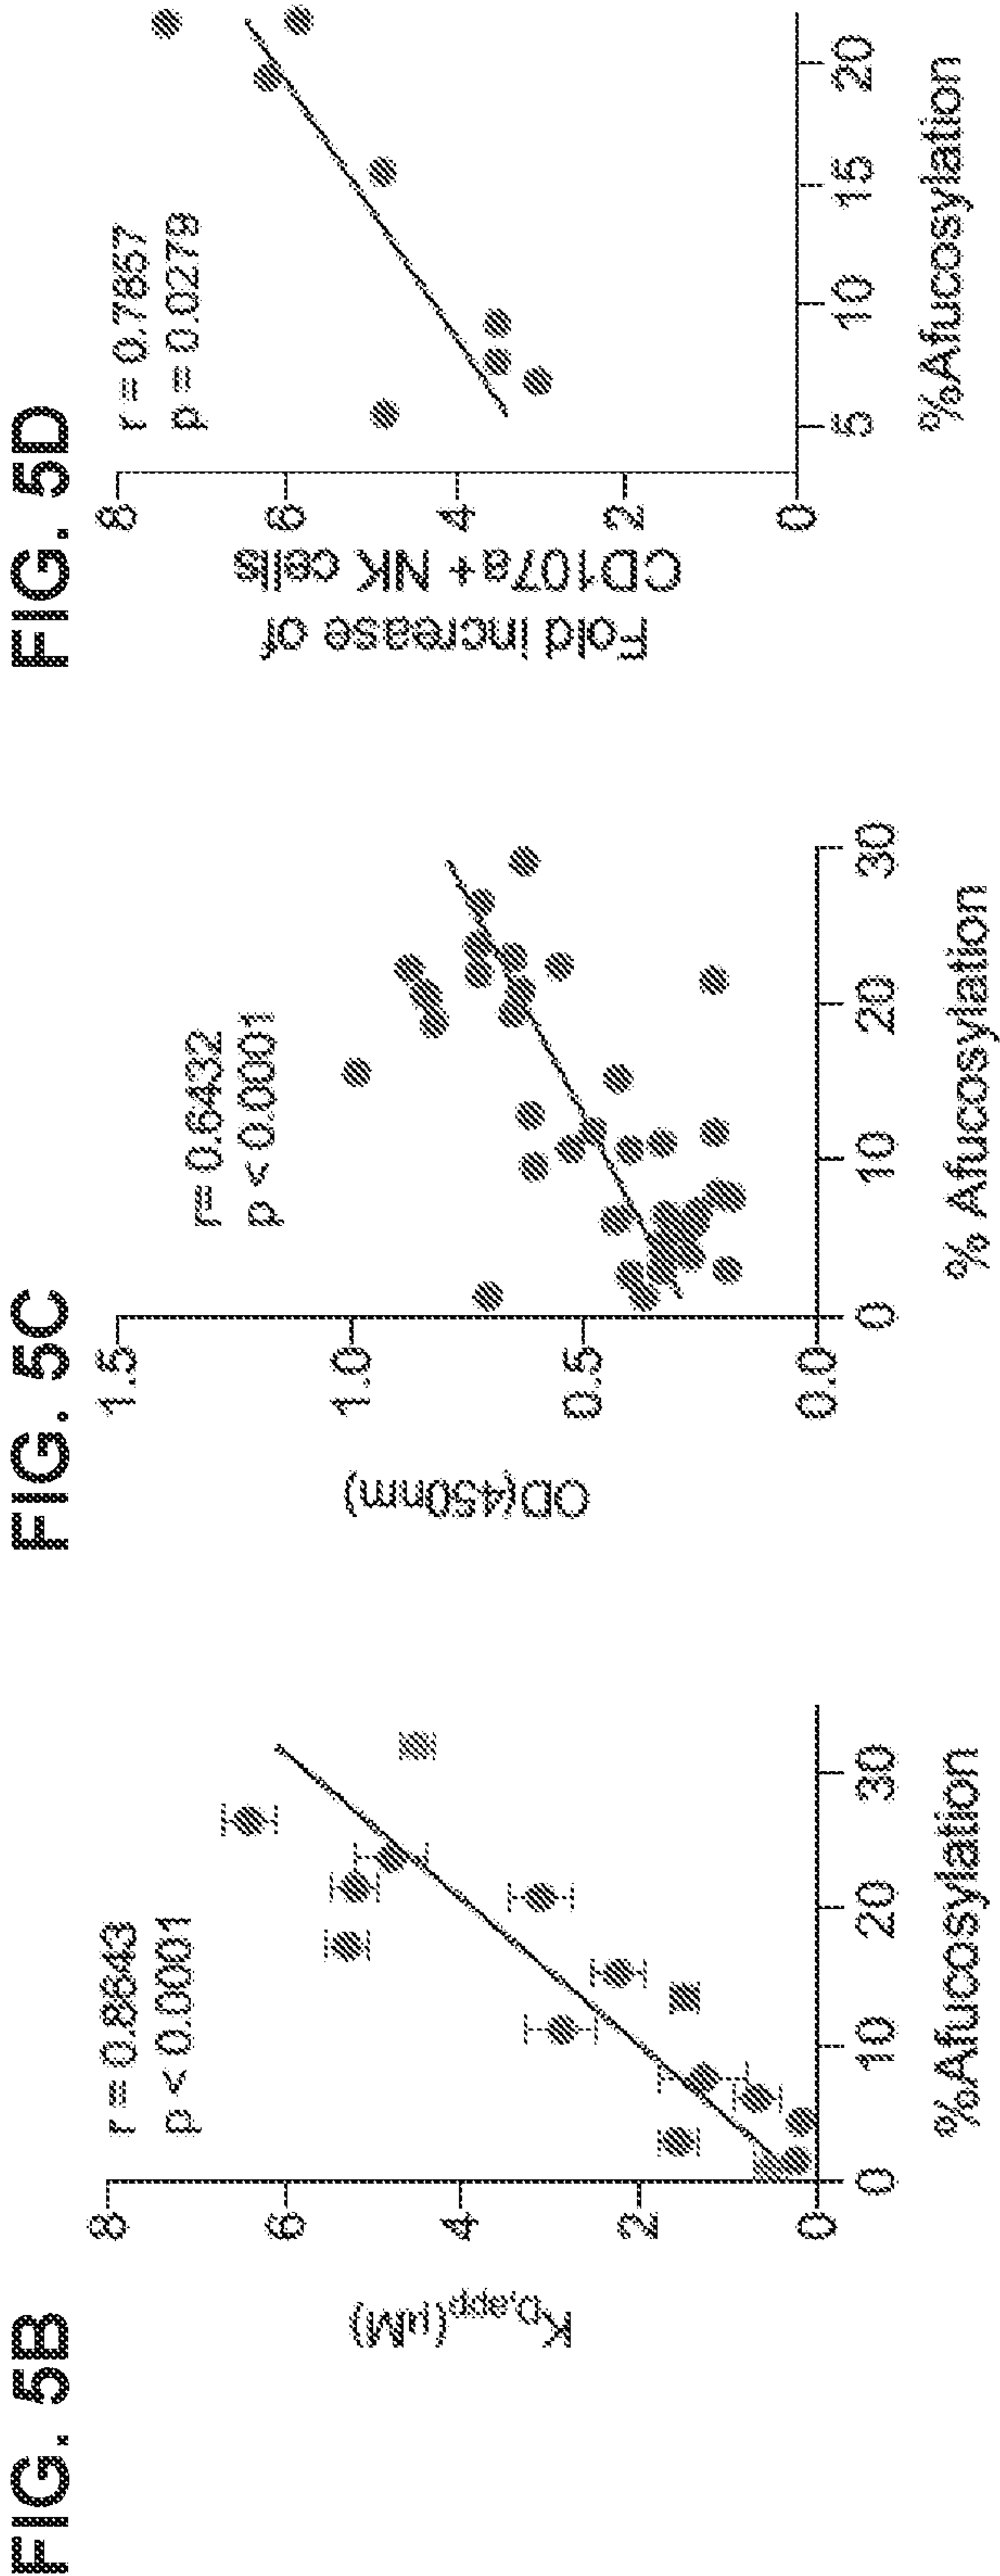 FIG. 5B
r = 0.8643
p < 0.0001
K_D,app (µM)
8
6
4
2
0
0
10
20
30
%Afucosylation
FIG. 5C
r= 0.6432
p < 0.0001
OD(450nm)
1.5
1.0
0.5
0.0
0
10
20
30
% Afucosylation
FIG. 5D
r = 0.7857
p = 0.0279
Fold increase of
CD107a+ NK cells
8
6
4
2
0
5
10
15
20
%Afucosylation